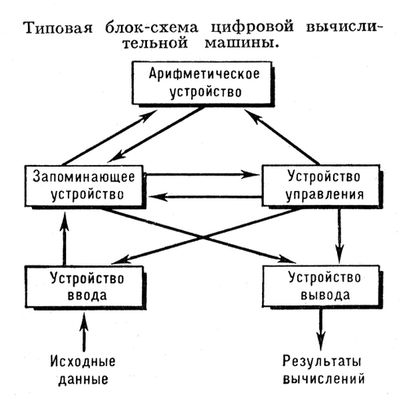 Типовая блок-схема цифровой вычисли-
тельной машины.
Арифметическое
устройство
Запоминающее
устройство
Устройство
управления
Устройство
ввода
Устройство
вывода
Исходные
данные
Результаты
вычислений